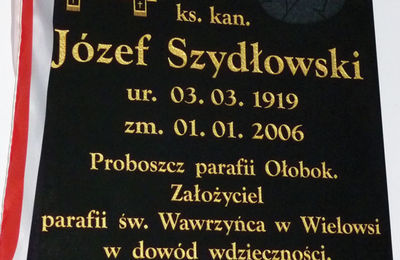 ks. kan.
Józef Szydłowski
ur. 03. 03. 1919
zm. 01. 01. 2006
Proboszcz parafii Ołobok.
Założyciel
parafii św. Wawrzyńca w Wielowsi
w dowód wdzięczności.